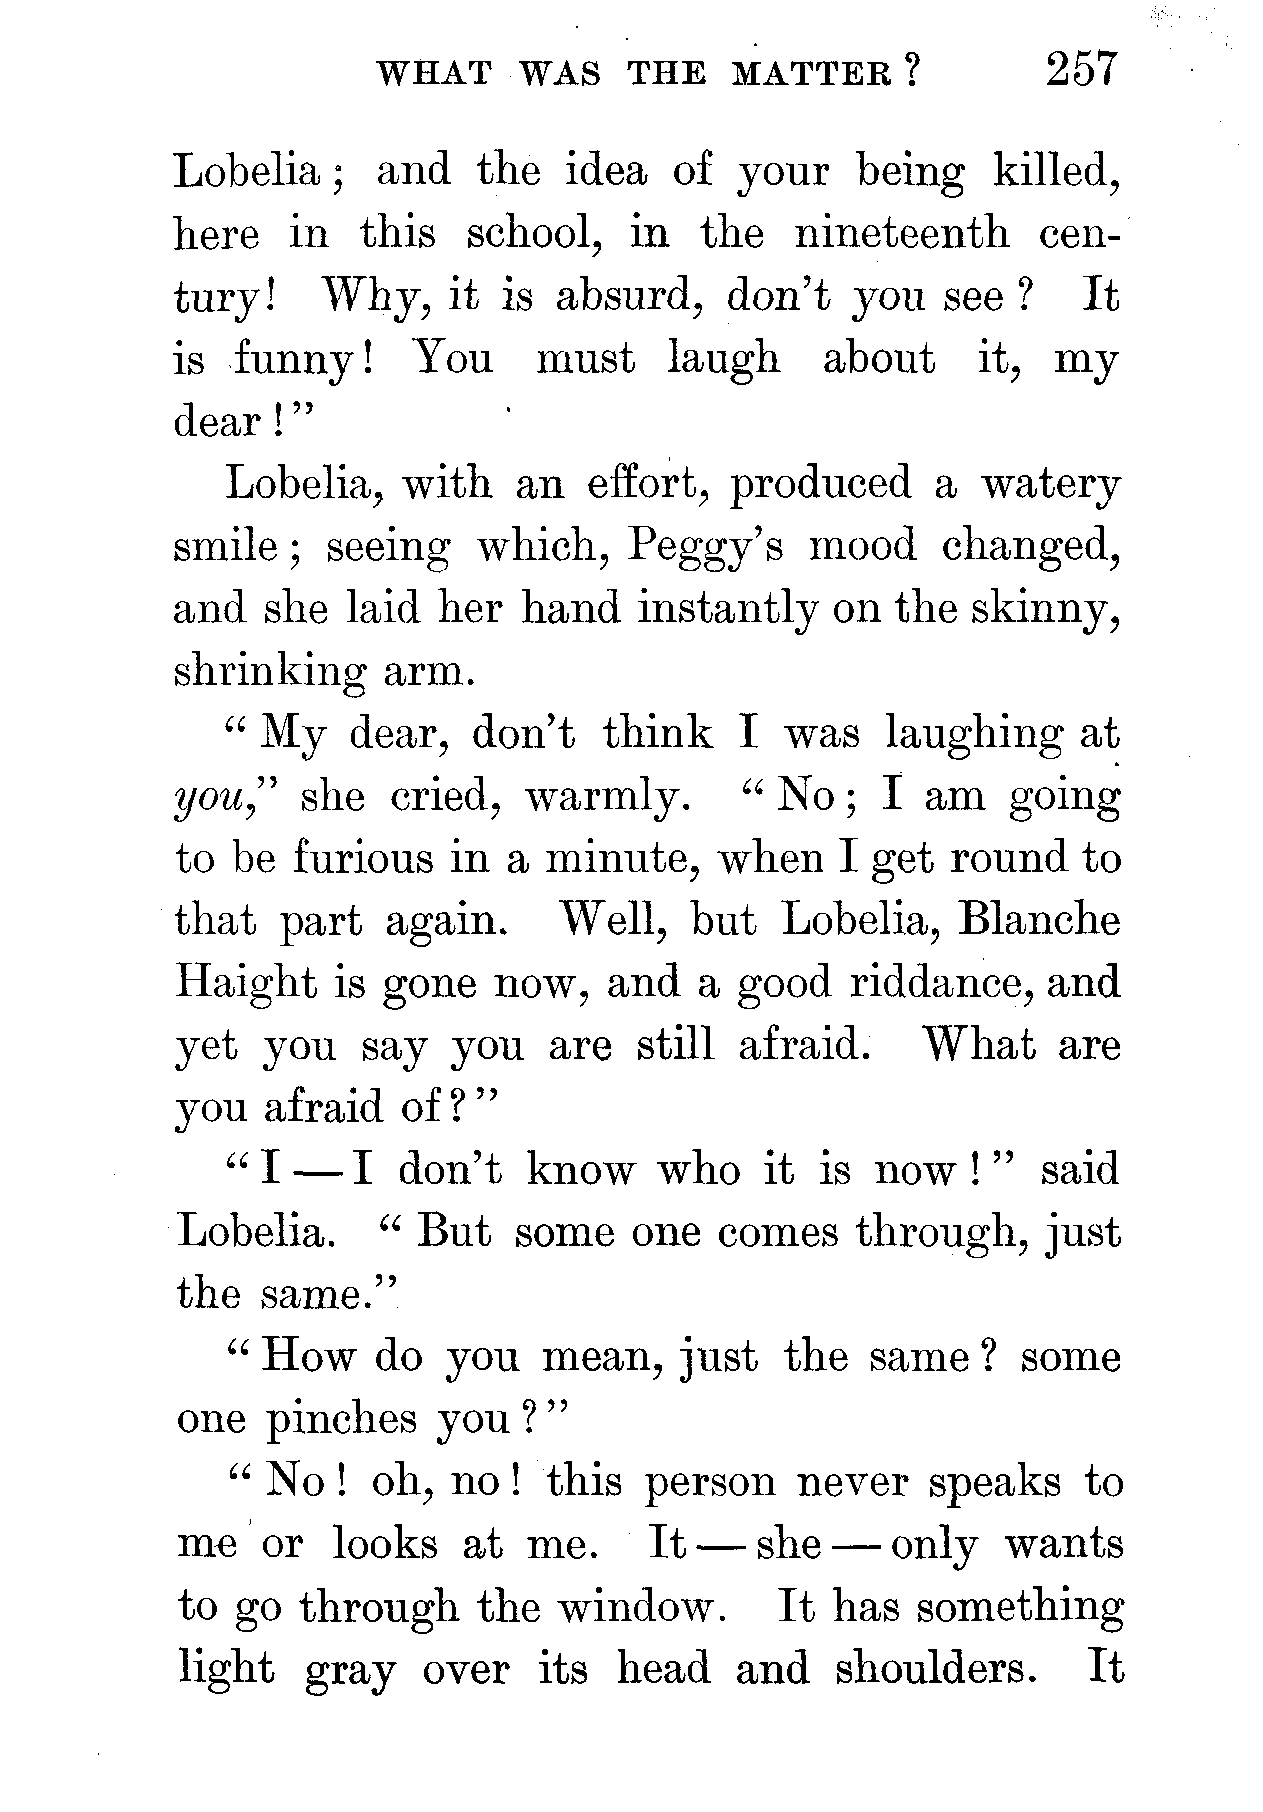 WHAT WAS THE MATTER? 257
Lobelia; and the idea of your being killed,
here in this school, in the nineteenth cen-
tury! Why, it is absurd, don't you see? It
is funny! You must laugh about it, my
dear!"
Lobelia, with an effort, produced a watery
smile; seeing which, Peggy's mood changed,
and she laid her hand instantly on the skinny,
shrinking arm.
"My dear, don't think I was laughing at
you," she cried, warmly. "No; I am going
to be furious in a minute, when I get round to
that part again. Well, but Lobelia, Blanche
Haight is gone now, and a good riddance, and
yet you say you are still afraid. What are
you afraid of?"
"I—I don't know who it is now!" said
Lobelia. "But some one comes through, just
the same."
"How do you mean, just the same? some
one pinches you?"
"No! oh, no! this person never speaks to
me or looks at me. It—she—only wants
to go through the window. It has something
light gray over its head and shoulders. It